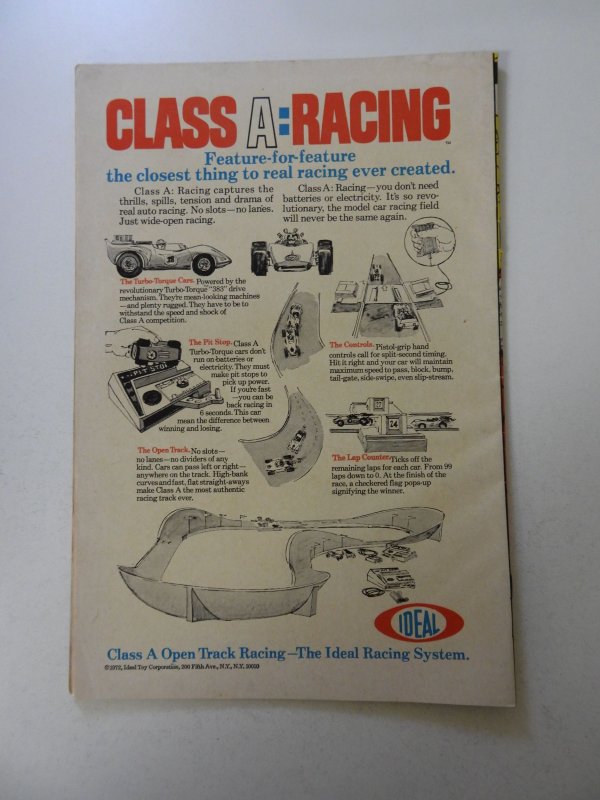 CLASS A:RACING
TM
Feature-for-feature
the closest thing to real racing ever created.
Class A: Racing captures the
thrills, spills, tension and drama of
real auto racing. No slots—no lanes.
Just wide-open racing.
Class A: Racing—you don't need
batteries or electricity. It's so revo-
lutionary, the model car racing field
will never be the same again.
The Turbo-Torque Cars. Powered by the
revolutionary Turbo-Torque "383" drive
mechanism. They're mean-looking machines
—and plenty rugged. They have to be to
withstand the speed and shock of
Class A competition.
PIT STOP
The Pit Stop. Class A
Turbo-Torque cars don't
run on batteries or
electricity. They must
make pit stops to
pick up power.
If you're fast
—you can be
back racing in
6 seconds. This can
mean the difference between
winning and losing.
The Controls. Pistol-grip hand
controls call for split-second timing.
Hit it right and your car will maintain
maximum speed to pass, block, bump,
tail-gate, side-swipe, even slip-stream.
The Open Track. No slots—
no lanes—no dividers of any
kind. Cars can pass left or right—
anywhere on the track. High-bank
curves and fast, flat straight-aways
make Class A the most authentic
racing track ever.
24
The Lap Counter. Ticks off the
remaining laps for each car. From 99
laps down to 0. At the finish of the
race, a checkered flag pops-up
signifying the winner.
IDEAL
Class A Open Track Racing—The Ideal Racing System.
©1972, Ideal Toy Corporation, 200 Fifth Ave., N.Y., N.Y. 10010